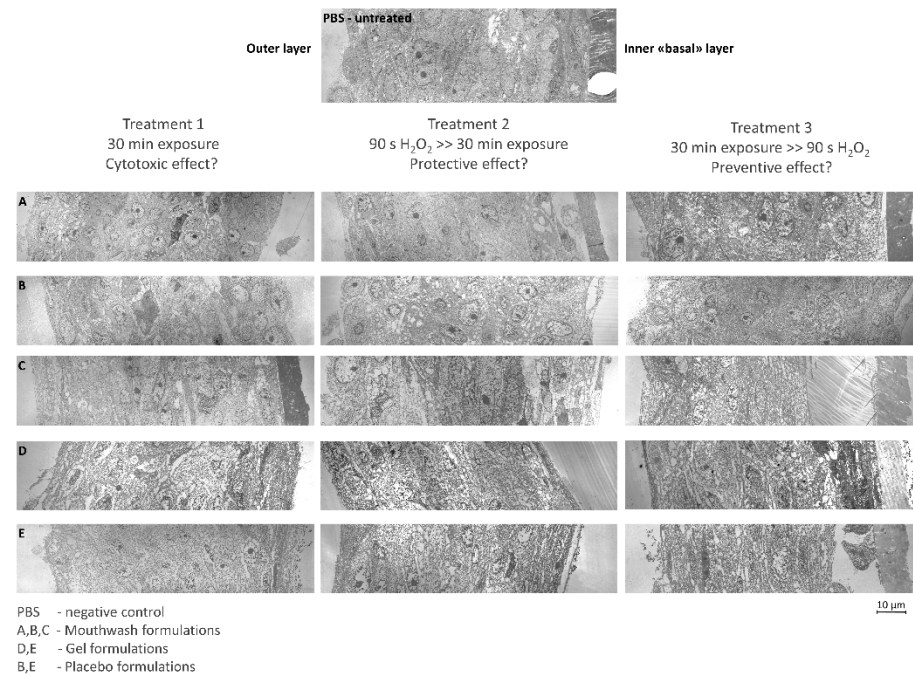 PBS - untreated
Outer layer
Inner «basal» layer
Treatment 1
30 min exposure
Cytotoxic effect?
Treatment 2
90 s H₂O₂ >> 30 min exposure
Protective effect?
Treatment 3
30 min exposure >> 90 s H₂O₂
Preventive effect?
A
B
C
D
E
10 µm
PBS - negative control
A,B,C - Mouthwash formulations
D,E - Gel formulations
B,E - Placebo formulations